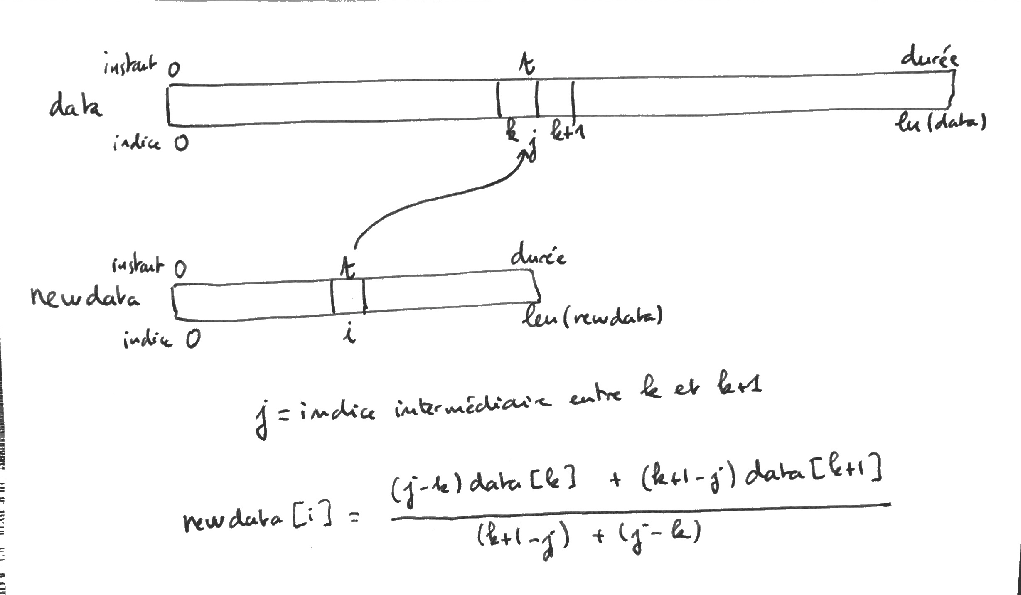 instant 0 t durée
data
k j k+1
indice 0 len(data)
instant 0 t durée
newdata
indice 0 i len(newdata)
j = indice intermédiaire entre k et k+1
newdata [i] = (j-k) data [k] + (k+1-j) data [k+1]
(k+1-j) + (j-k)